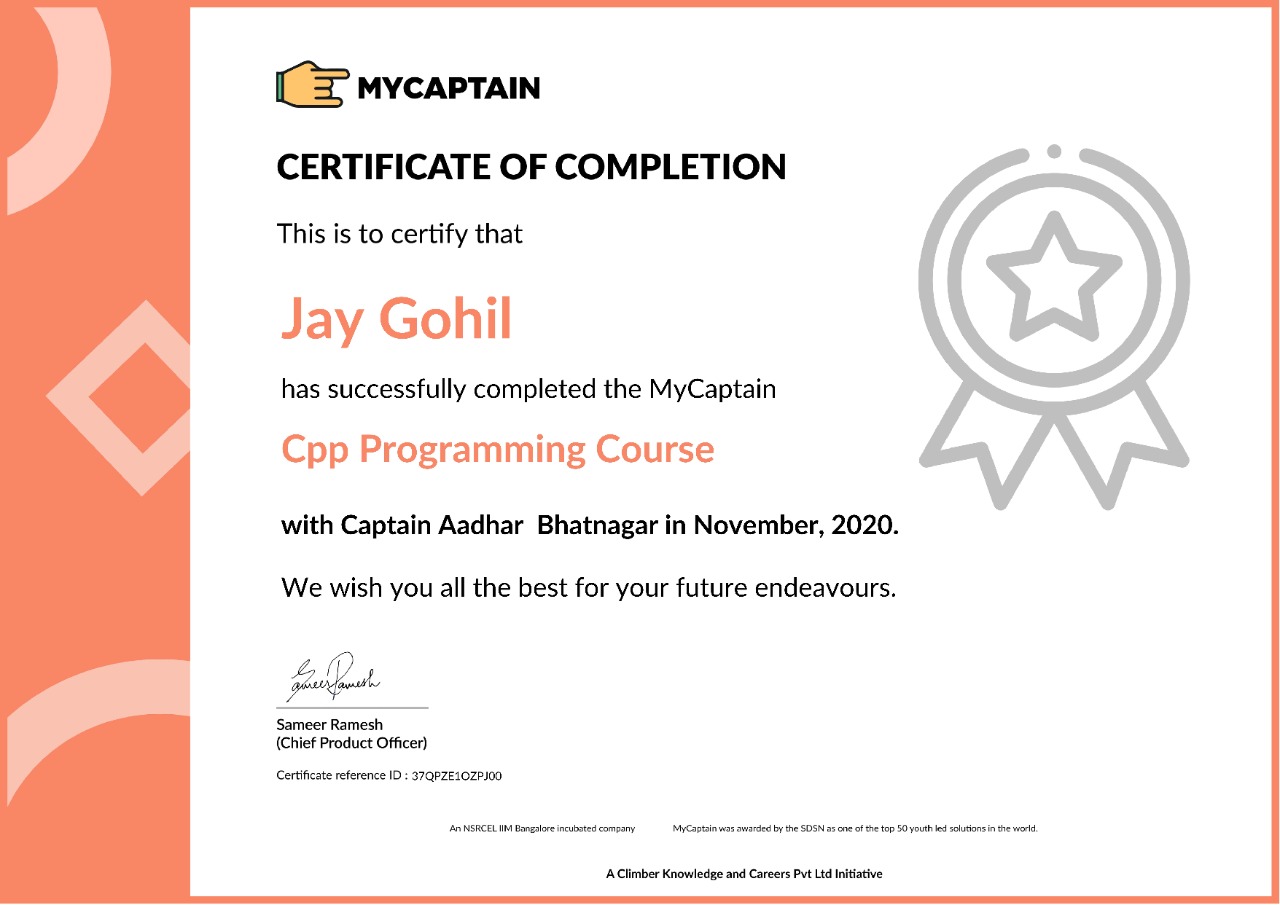 MYCAPTAIN
CERTIFICATE OF COMPLETION
This is to certify that
Jay Gohil
has successfully completed the MyCaptain
Cpp Programming Course
with Captain Aadhar  Bhatnagar in November, 2020.
We wish you all the best for your future endeavours.
Sameer Ramesh
Sameer Ramesh
(Chief Product Officer)
Certificate reference ID : 37QPZE1OZPJ00
An NSRCEL IIM Bangalore incubated company
MyCaptain was awarded by the SDSN as one of the top 50 youth led solutions in the world.
A Climber Knowledge and Careers Pvt Ltd Initiative